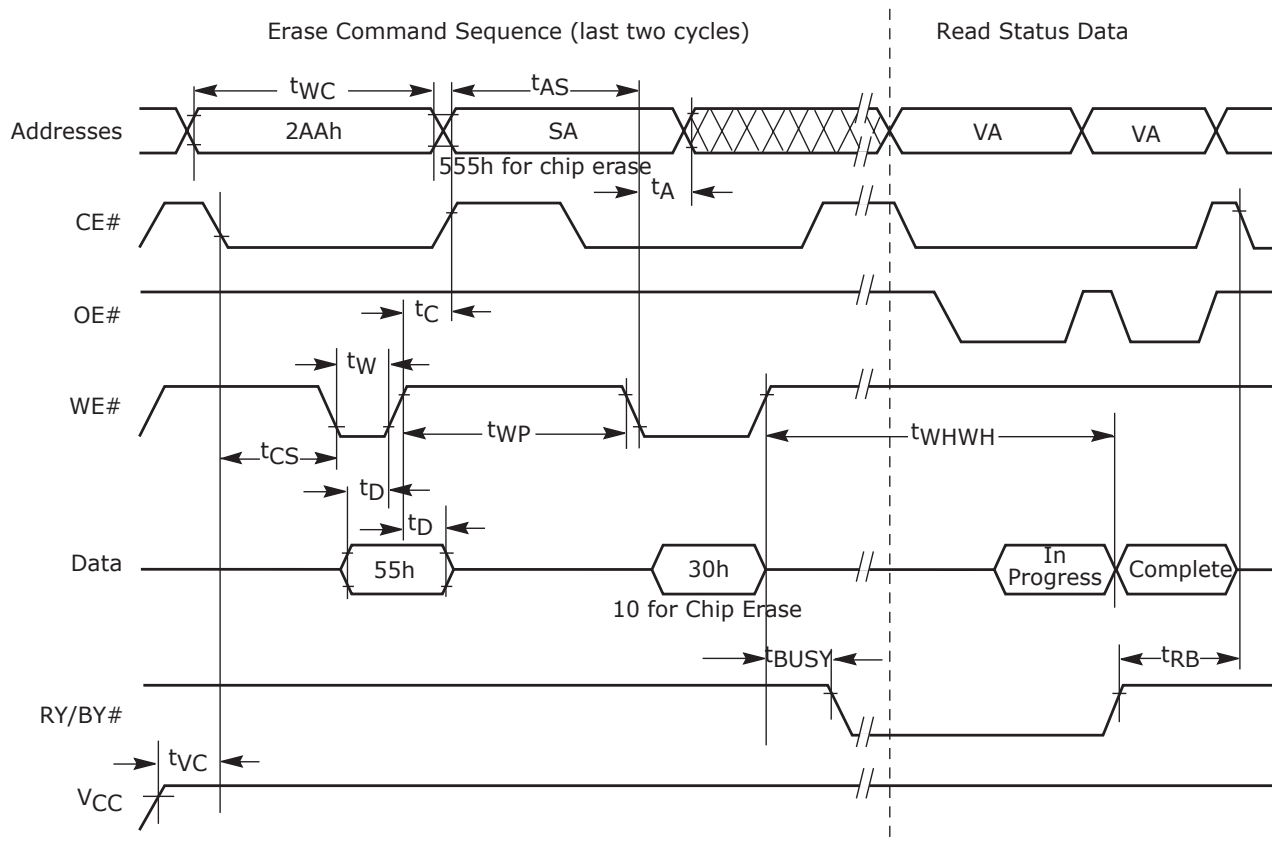 Erase Command Sequence (last two cycles)
Read Status Data
tWC
tAS
Addresses
2AAh
SA
VA
VA
555h for chip erase
tA
CE#
OE#
tC
tW
WE#
tWP
tWHWH
tCS
tD
tD
Data
55h
30h
In
Progress
Complete
10 for Chip Erase
tBUSY
tRB
RY/BY#
tVC
VCC